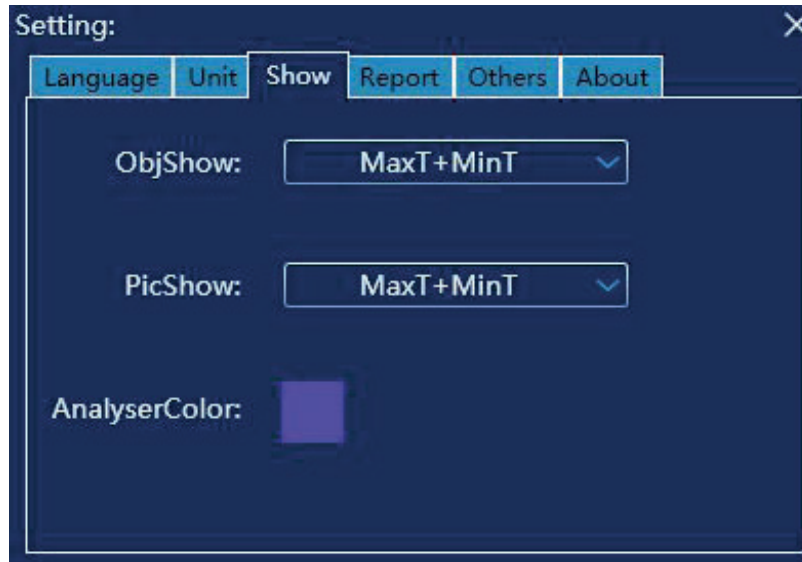 Setting:
Language Unit Show Report Others About
ObjShow: MaxT+MinT
PicShow: MaxT+MinT
AnalyserColor: